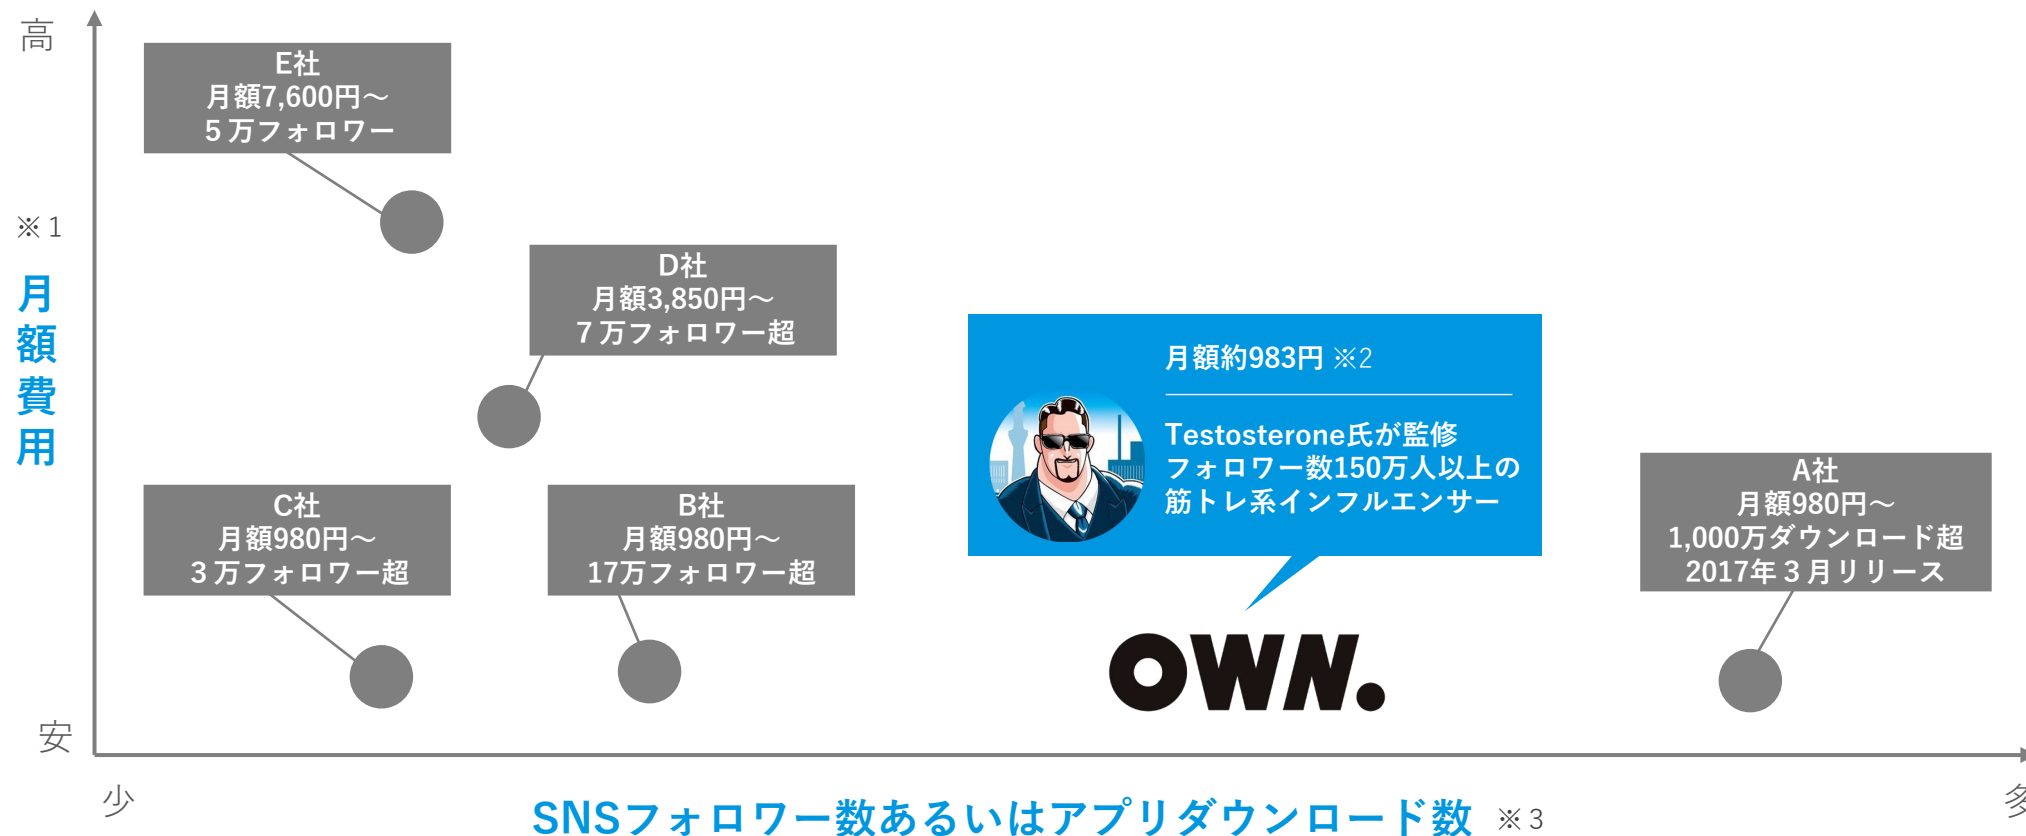 高
E社
月額7,600円～
5万フォロワー
※1
月額費用
D社
月額3,850円～
7万フォロワー超
月額約983円 ※2
Testosterone氏が監修
フォロワー数150万人以上の
筋トレ系インフルエンサー
A社
月額980円～
1,000万ダウンロード超
2017年3月リリース
C社
月額980円～
3万フォロワー超
B社
月額980円～
17万フォロワー超
OWN.
安
少
多
SNSフォロワー数あるいはアプリダウンロード数 ※3